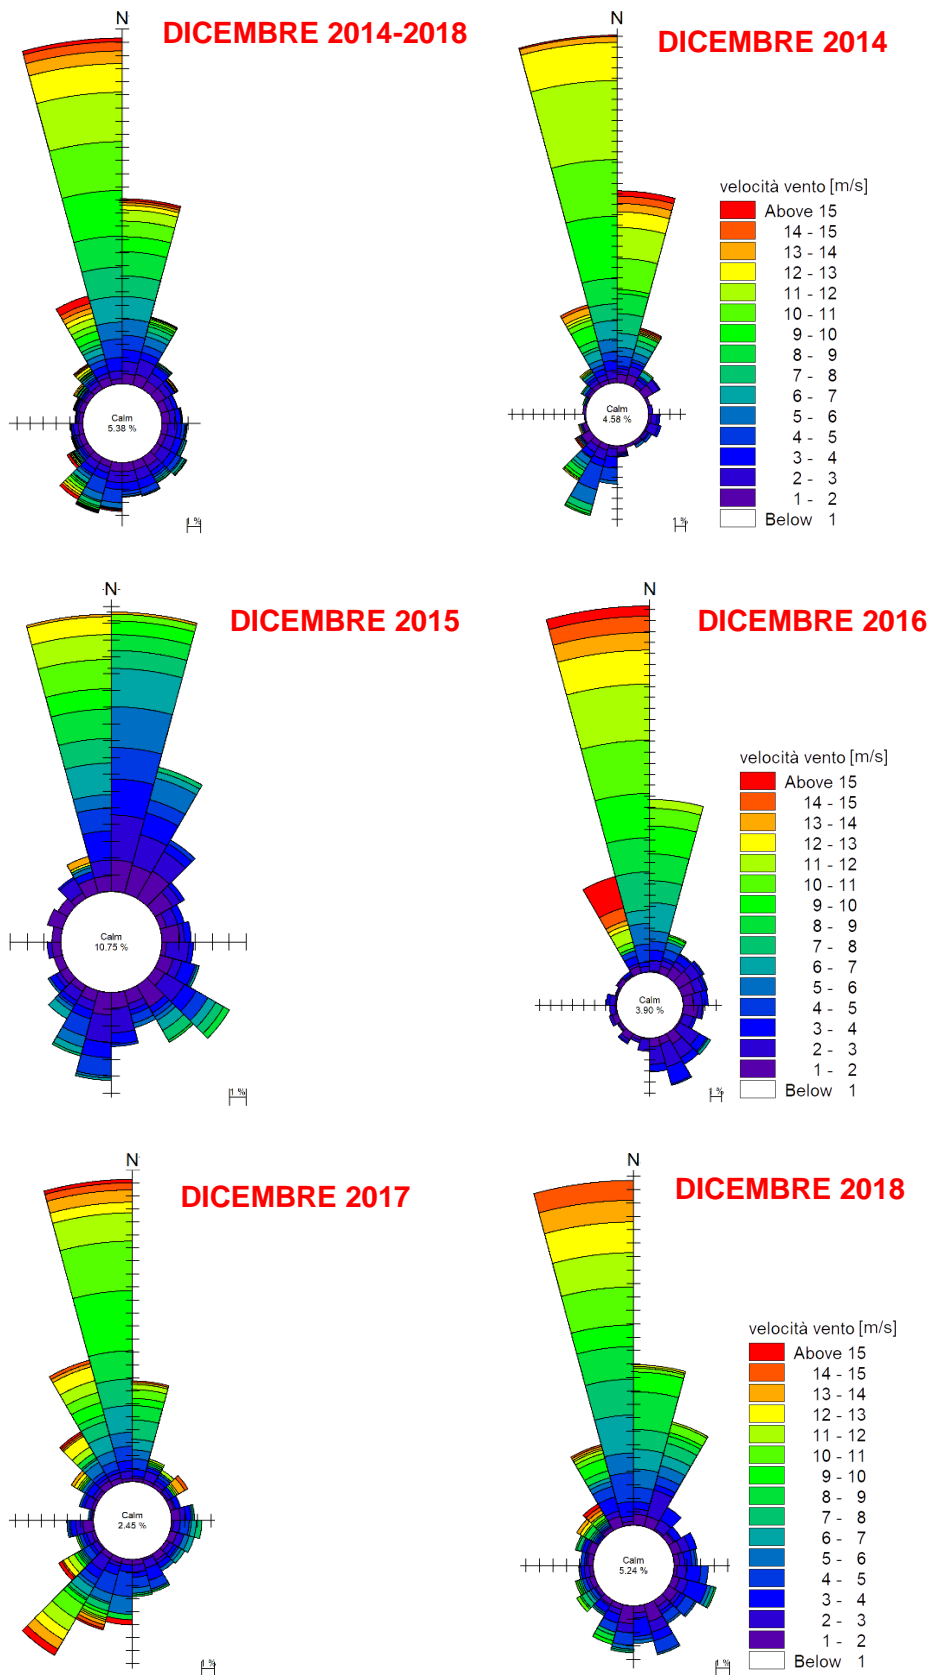 N
DICEMBRE 2014-2018
Calm
5.38 %
1 %
N
DICEMBRE 2014
Calm
4.58 %
1 %
velocità vento [m/s]
Above 15
14 - 15
13 - 14
12 - 13
11 - 12
10 - 11
9 - 10
8 - 9
7 - 8
6 - 7
5 - 6
4 - 5
3 - 4
2 - 3
1 - 2
Below 1
N
DICEMBRE 2015
Calm
10.75 %
1 %
N
DICEMBRE 2016
Calm
3.90 %
1 %
velocità vento [m/s]
Above 15
14 - 15
13 - 14
12 - 13
11 - 12
10 - 11
9 - 10
8 - 9
7 - 8
6 - 7
5 - 6
4 - 5
3 - 4
2 - 3
1 - 2
Below 1
N
DICEMBRE 2017
Calm
2.45 %
1 %
N
DICEMBRE 2018
Calm
5.24 %
1 %
velocità vento [m/s]
Above 15
14 - 15
13 - 14
12 - 13
11 - 12
10 - 11
9 - 10
8 - 9
7 - 8
6 - 7
5 - 6
4 - 5
3 - 4
2 - 3
1 - 2
Below 1